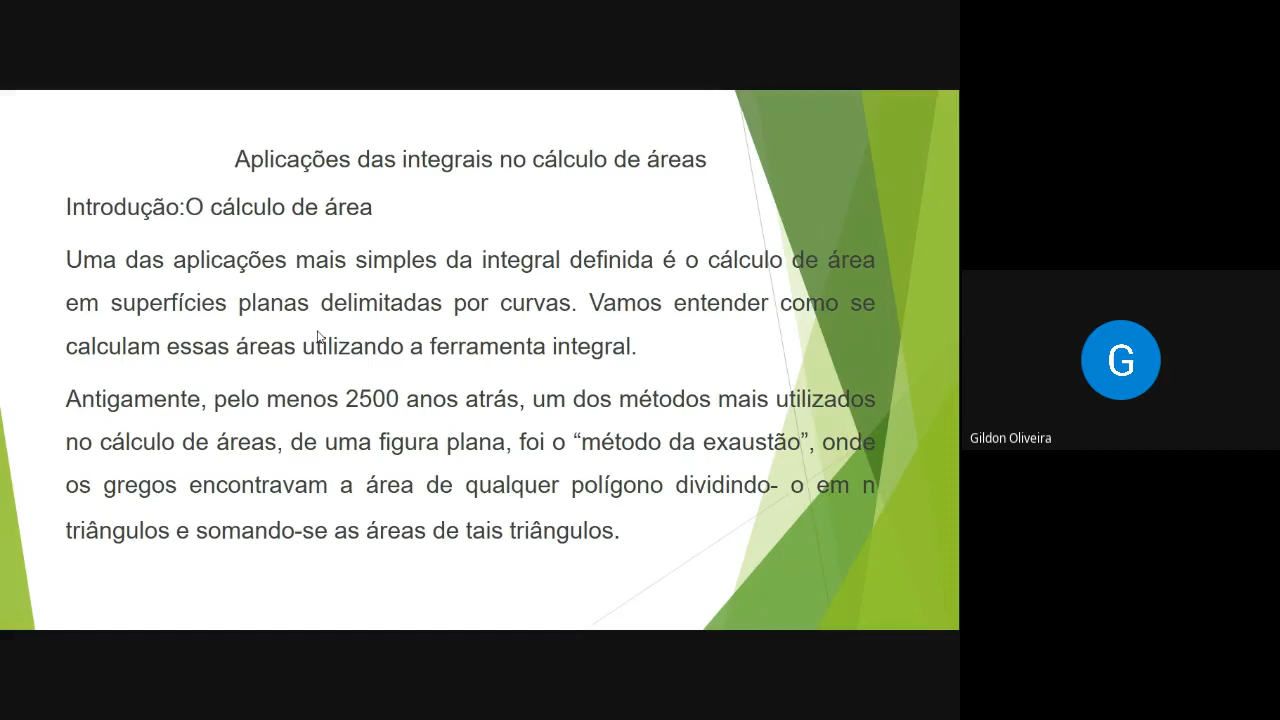 Aplicações das integrais no cálculo de áreas
Introdução:O cálculo de área
Uma das aplicações mais simples da integral definida é o cálculo de área
em superfícies planas delimitadas por curvas. Vamos entender como se
calculam essas áreas utilizando a ferramenta integral.
Antigamente, pelo menos 2500 anos atrás, um dos métodos mais utilizados
no cálculo de áreas, de uma figura plana, foi o “método da exaustão”, onde
os gregos encontravam a área de qualquer polígono dividindo- o em n
triângulos e somando-se as áreas de tais triângulos.
G
Gildon Oliveira